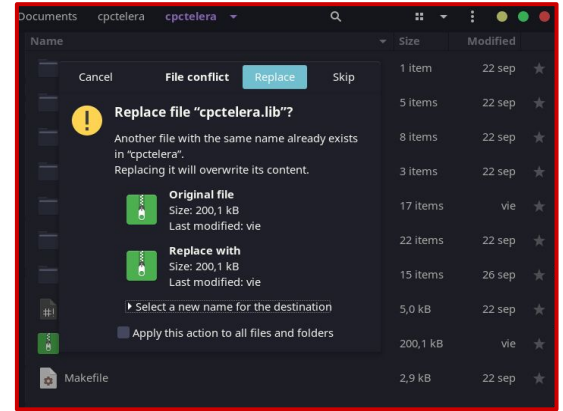 Documents cpctelera cpctelera
Name Size Modified
Cancel File conflict Replace Skip
1 item 22 sep
Replace file “cpctelera.lib”?
5 items 22 sep
Another file with the same name already exists
8 items 22 sep
in “cpctelera”.
Replacing it will overwrite its content.
3 items 22 sep
Original file
Size: 200,1 kB
17 items vie
Last modified: vie
22 items 22 sep
Replace with
Size: 200,1 kB
15 items 26 sep
Last modified: vie
Select a new name for the destination
#! 5,0 kB 22 sep
Apply this action to all files and folders
200,1 kB vie
Makefile 2,9 kB 22 sep